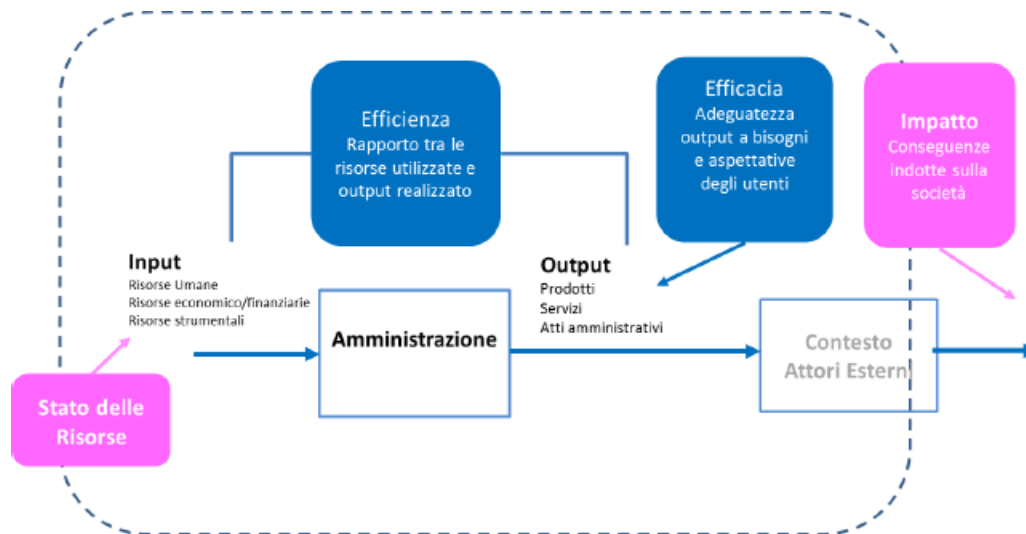 Efficienza
Rapporto tra le
risorse utilizzate e
output realizzato
Efficacia
Adeguatezza
output a bisogni
e aspettative
degli utenti
Impatto
Conseguenze
indotte sulla
società
Input
Risorse Umane
Risorse economico/finanziarie
Risorse strumentali
Output
Prodotti
Servizi
Atti amministrativi
Amministrazione
Contesto
Attori Esterni
Stato delle
Risorse